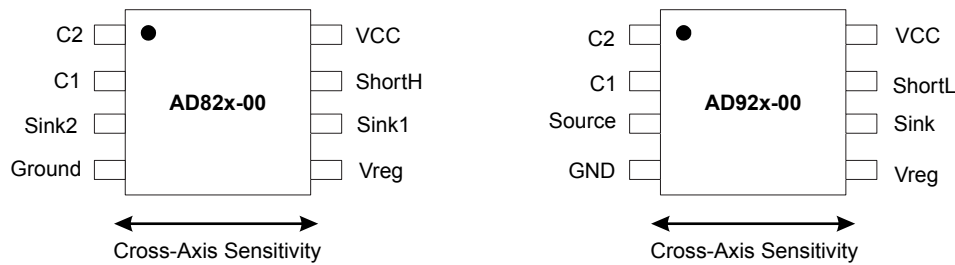 C2
VCC
C1
ShortH
AD82x-00
Sink2
Sink1
Ground
Vreg
Cross-Axis Sensitivity
C2
VCC
C1
ShortL
AD92x-00
Source
Sink
GND
Vreg
Cross-Axis Sensitivity